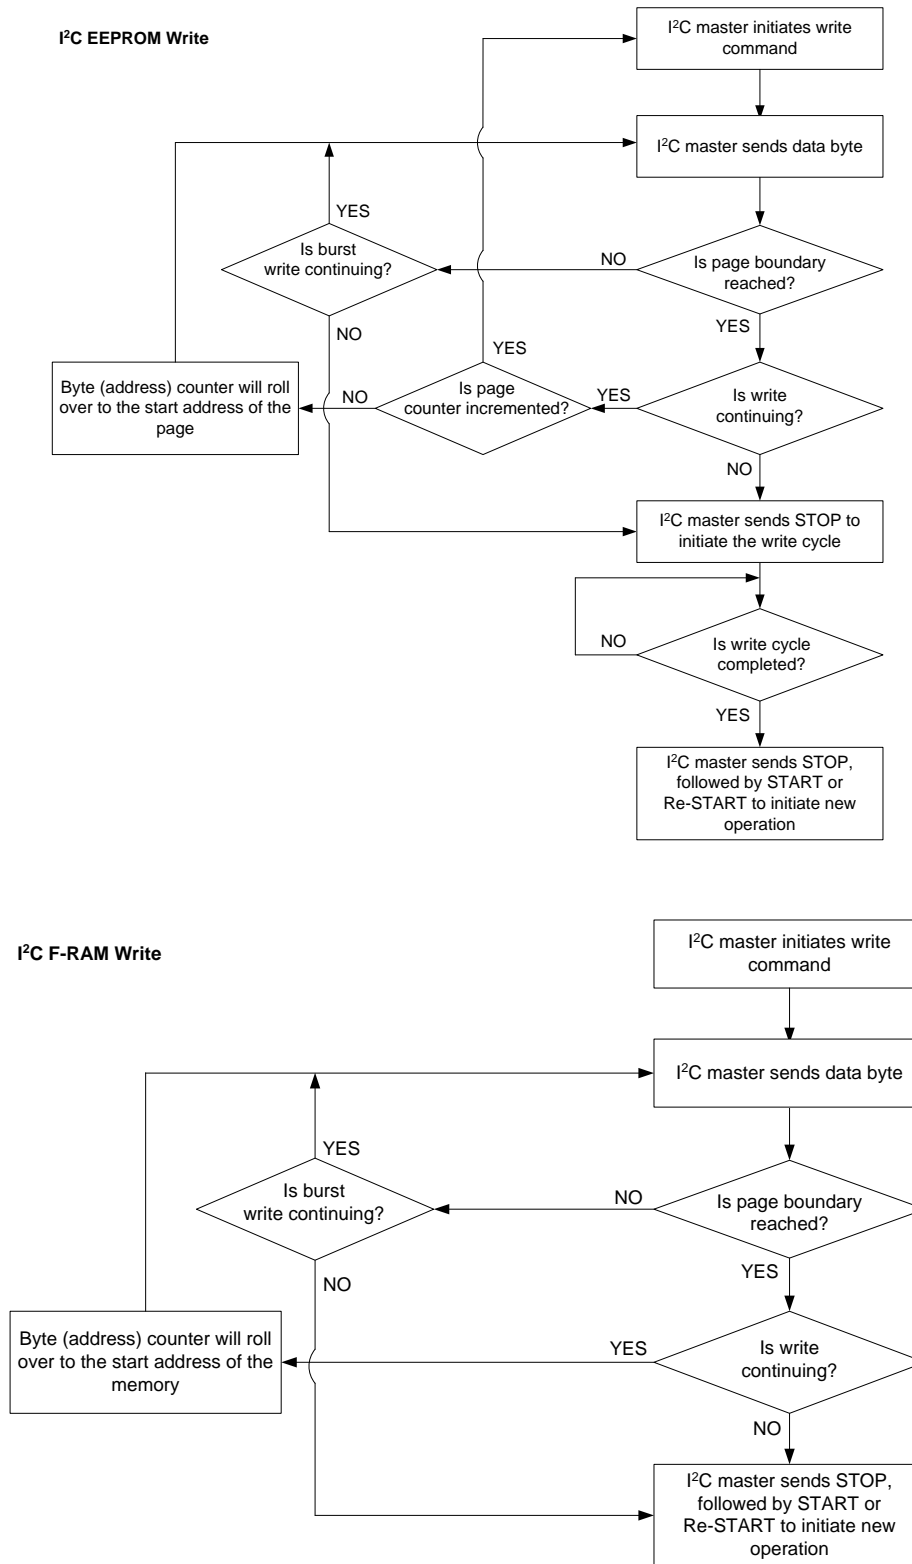 I²C EEPROM Write
I²C master initiates write
command
I²C master sends data byte
YES
Is burst
write continuing?
NO
Is page boundary
reached?
NO
YES
YES
Byte (address) counter will roll
over to the start address of the
page
NO
Is page
counter incremented?
YES
Is write
continuing?
NO
I²C master sends STOP to
initiate the write cycle
NO
Is write cycle
completed?
YES
I²C master sends STOP,
followed by START or
Re-START to initiate new
operation
I²C F-RAM Write
I²C master initiates write
command
I²C master sends data byte
YES
Is burst
write continuing?
NO
Is page boundary
reached?
NO
YES
Byte (address) counter will roll
over to the start address of the
memory
YES
Is write
continuing?
NO
I²C master sends STOP,
followed by START or
Re-START to initiate new
operation